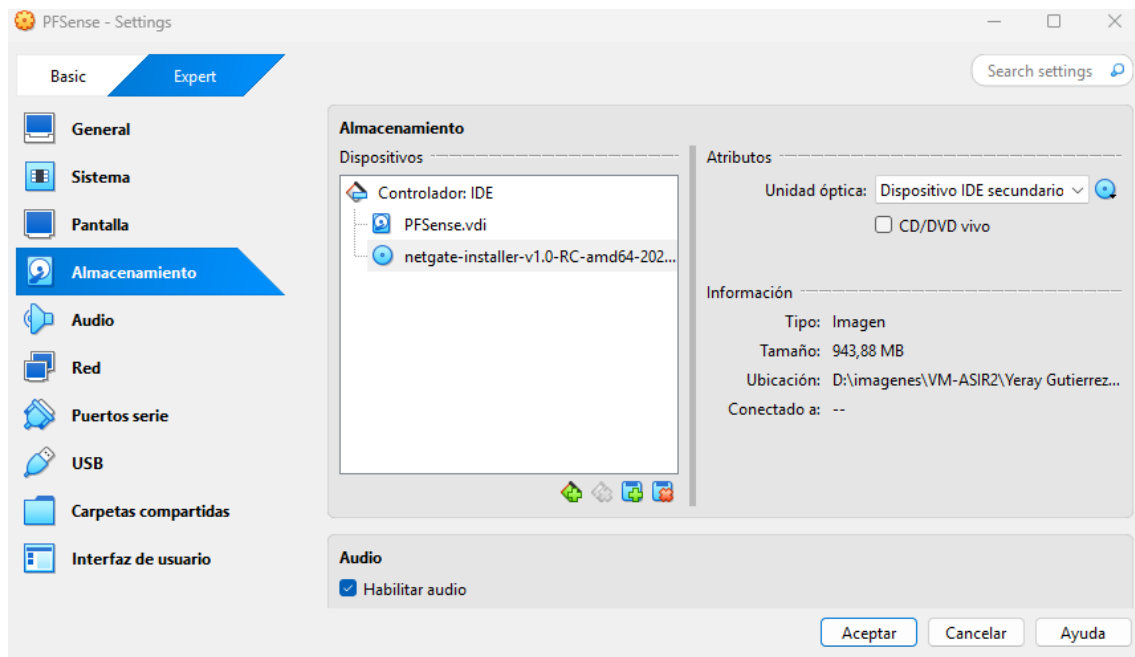 PFSense - Settings
Basic Expert Search settings
General
Sistema
Pantalla
Almacenamiento
Audio
Red
Puertos serie
USB
Carpetas compartidas
Interfaz de usuario
Almacenamiento
Dispositivos
Controlador: IDE
PFSense.vdi
netgate-installer-v1.0-RC-amd64-202...
Atributos
Unidad óptica: Dispositivo IDE secundario
CD/DVD vivo
Información
Tipo: Imagen
Tamaño: 943,88 MB
Ubicación: D:\imagenes\VM-ASIR2\Yeray Gutierrez...
Conectado a: --
Audio
Habilitar audio
Aceptar Cancelar Ayuda